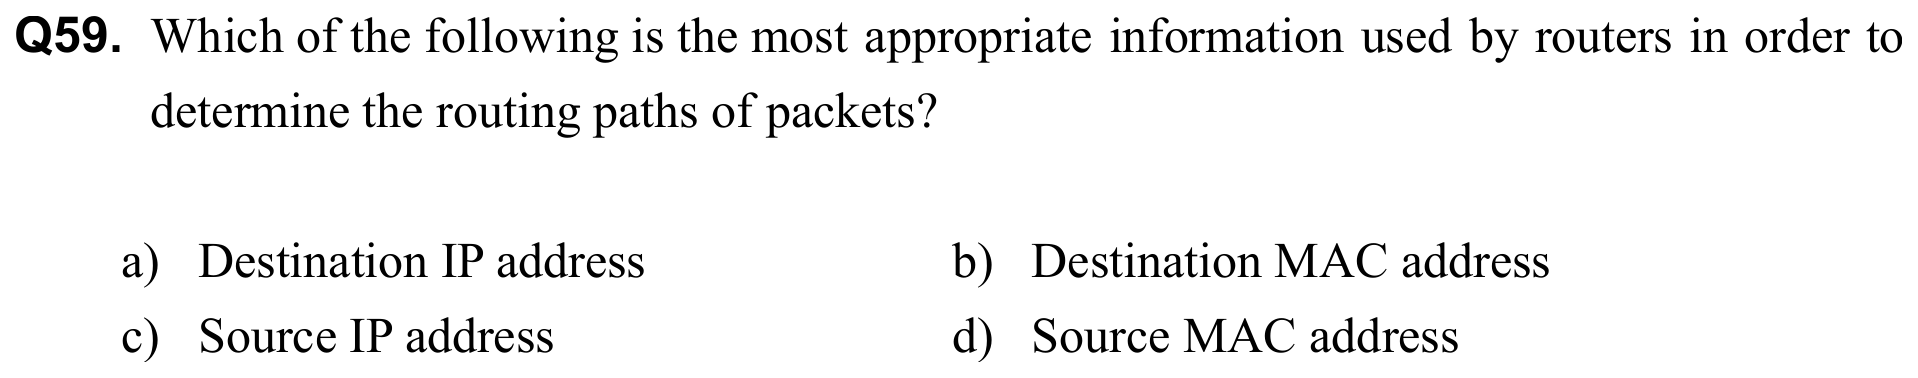 Q59. Which of the following is the most appropriate information used by routers in order to
determine the routing paths of packets?
a) Destination IP address b) Destination MAC address
c) Source IP address d) Source MAC address